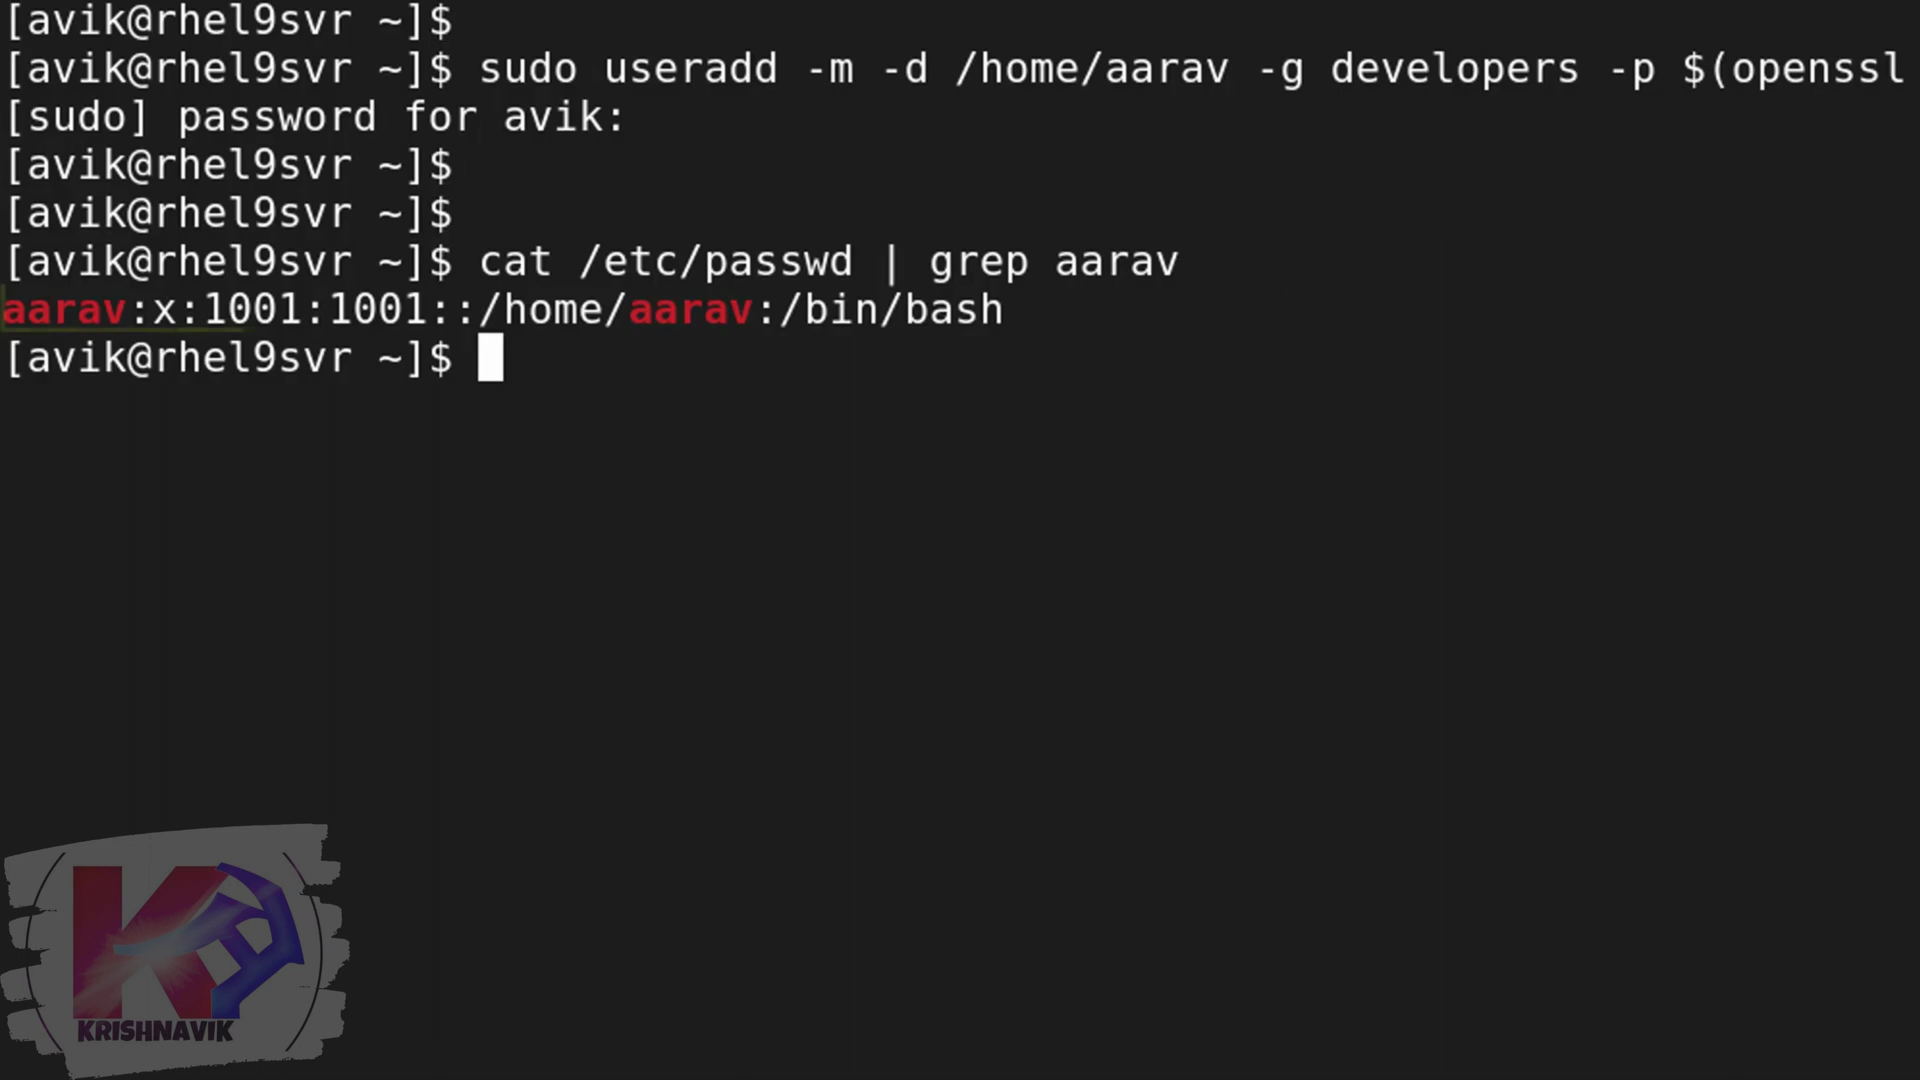 [avik@rhel9svr ~]$
[avik@rhel9svr ~]$ sudo useradd -m -d /home/aarav -g developers -p $(openssl
[sudo] password for avik:
[avik@rhel9svr ~]$
[avik@rhel9svr ~]$
[avik@rhel9svr ~]$ cat /etc/passwd | grep aarav
aarav:x:1001:1001::/home/aarav:/bin/bash
[avik@rhel9svr ~]$
KRISHNAVIK